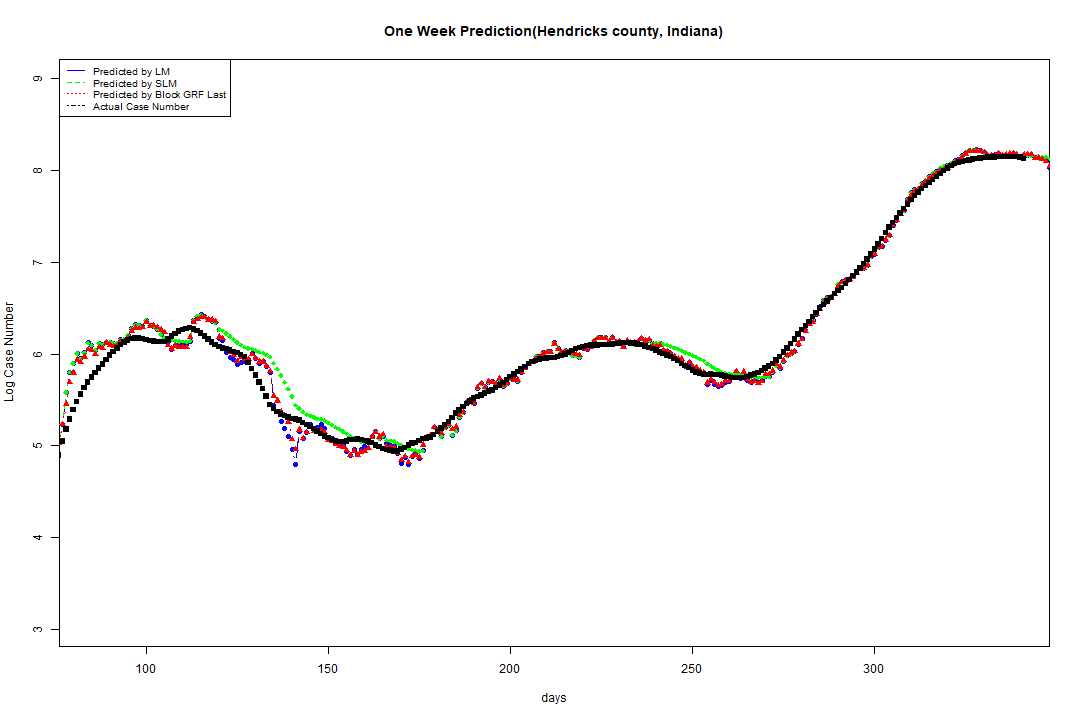 One Week Prediction(Hendricks county, Indiana)
Predicted by LM
Predicted by SLM
Predicted by Block GRF Last
Actual Case Number
Log Case Number
9
8
7
6
5
4
3
100 150 200 250 300
days